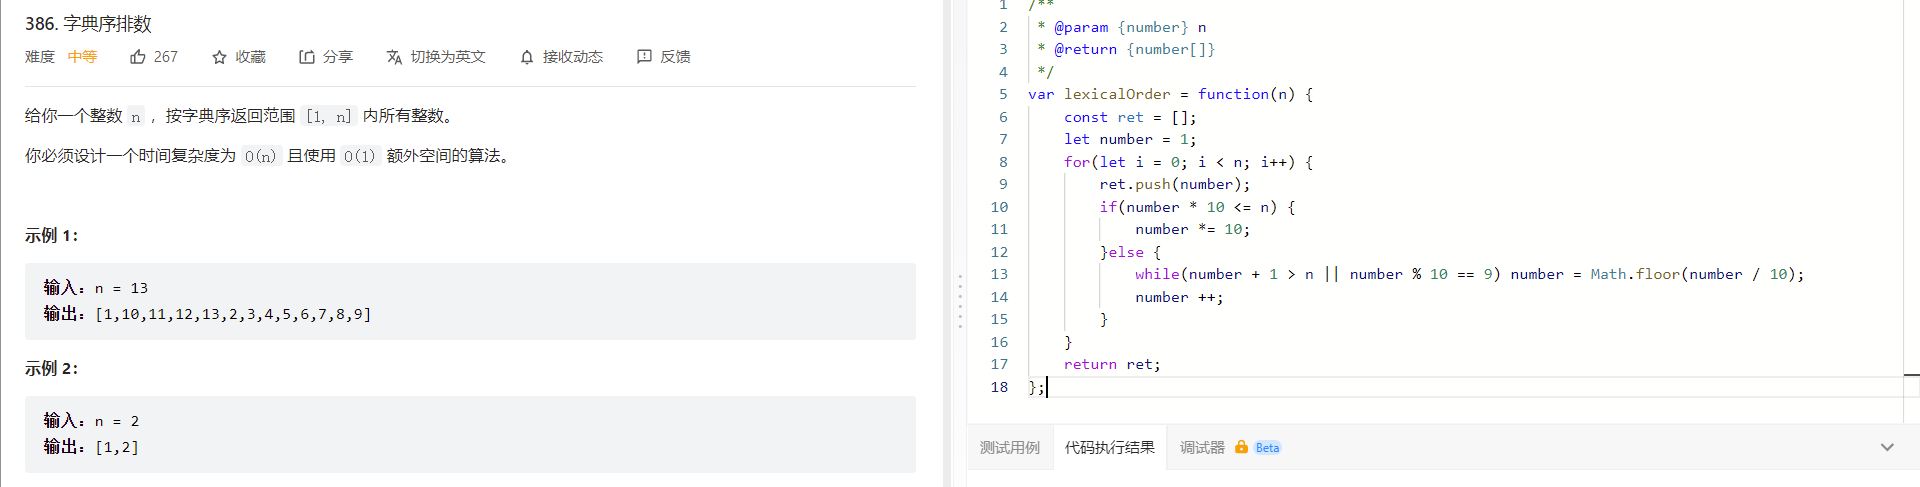 386. 字典序排数
难度 中等 267 收藏 分享 切换为英文 接收动态 反馈
给你一个整数 n ，按字典序返回范围 [1, n] 内所有整数。
你必须设计一个时间复杂度为 O(n) 且使用 O(1) 额外空间的算法。
示例 1：
输入：n = 13
输出：[1,10,11,12,13,2,3,4,5,6,7,8,9]
示例 2：
输入：n = 2
输出：[1,2]
1 /**
2  * @param {number} n
3  * @return {number[]}
4  */
5 var lexicalOrder = function(n) {
6     const ret = [];
7     let number = 1;
8     for(let i = 0; i < n; i++) {
9         ret.push(number);
10         if(number * 10 <= n) {
11             number *= 10;
12         }else {
13             while(number + 1 > n || number % 10 == 9) number = Math.floor(number / 10);
14             number ++;
15         }
16     }
17     return ret;
18 };
测试用例 代码执行结果 调试器 Beta